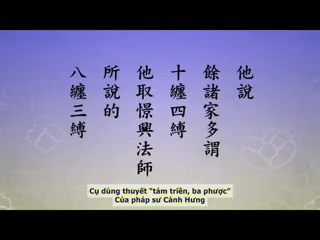 他說
餘諸家多謂
十纏四縛
他取憬興法師
所說的
八纏三縛
Cụ dùng thuyết “tám triền, ba phược”
Của pháp sư Cảnh Hưng